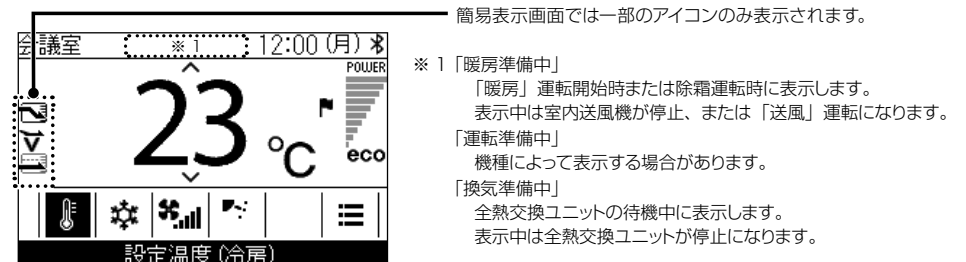 簡易表示画面では一部のアイコンのみ表示されます。
会議室 ※1 12:00(月)
POWER
23℃
eco
設定温度(冷房)
※1「暖房準備中」
「暖房」運転開始時または除霜運転時に表示します。
表示中は室内送風機が停止、または「送風」運転になります。
「運転準備中」
機種によって表示する場合があります。
「換気準備中」
全熱交換ユニットの待機中に表示します。
表示中は全熱交換ユニットが停止になります。